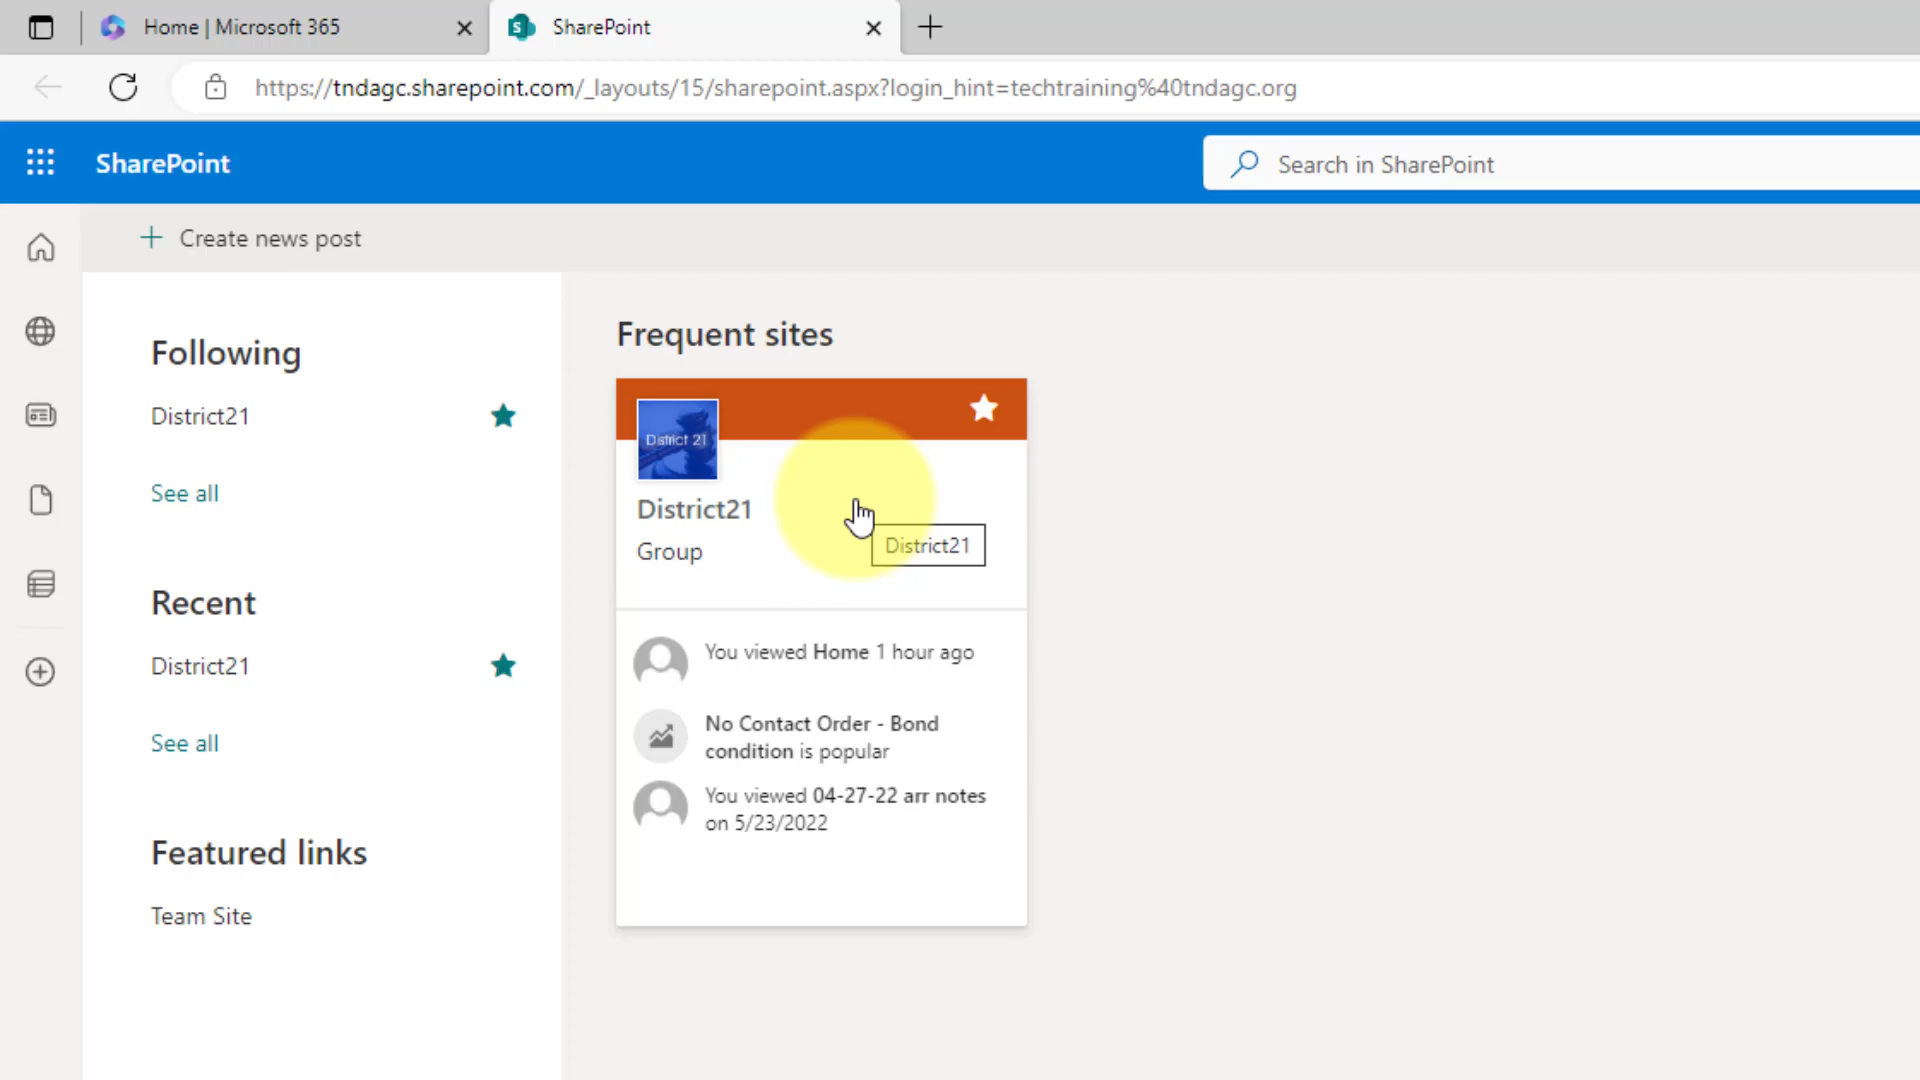 Home | Microsoft 365
SharePoint
https://tndagc.sharepoint.com/_layouts/15/sharepoint.aspx?login_hint=techtraining%40tndagc.org
SharePoint
Search in SharePoint
Create news post
Following
District21
See all
Recent
District21
See all
Featured links
Team Site
Frequent sites
District 21
District21
Group
District21
You viewed Home 1 hour ago
No Contact Order - Bond
condition is popular
You viewed 04-27-22 arr notes
on 5/23/2022